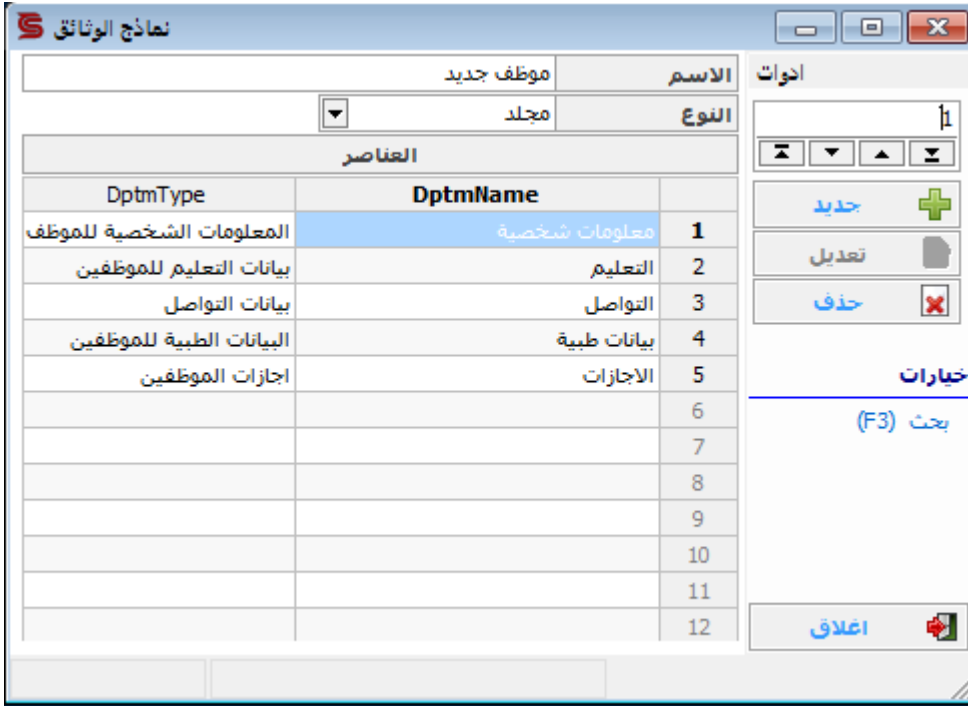 نماذج الوثائق
الاسم موظف جديد
النوع مجلد
العناصر
DptmName DptmType
1 معلومات شخصية المعلومات الشخصية للموظف
2 التعليم بيانات التعليم للموظفين
3 التواصل بيانات التواصل
4 بيانات طبية البيانات الطبية للموظفين
5 الاجازات اجازات الموظفين
6
7
8
9
10
11
12
ادوات
1
جديد
تعديل
حذف
خيارات
بحث (F3)
اغلاق